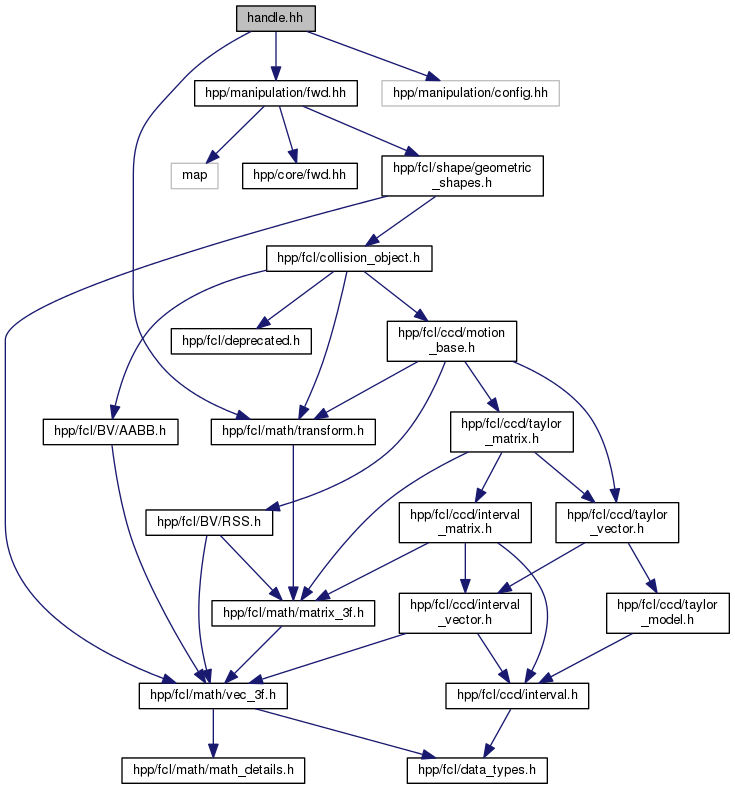 handle.hh
hpp/manipulation/fwd.hh
hpp/manipulation/config.hh
map
hpp/core/fwd.hh
hpp/fcl/shape/geometric
_shapes.h
hpp/fcl/collision_object.h
hpp/fcl/deprecated.h
hpp/fcl/ccd/motion
_base.h
hpp/fcl/BV/AABB.h
hpp/fcl/math/transform.h
hpp/fcl/ccd/taylor
_matrix.h
hpp/fcl/BV/RSS.h
hpp/fcl/ccd/interval
_matrix.h
hpp/fcl/ccd/taylor
_vector.h
hpp/fcl/math/matrix_3f.h
hpp/fcl/ccd/interval
_vector.h
hpp/fcl/ccd/taylor
_model.h
hpp/fcl/math/vec_3f.h
hpp/fcl/ccd/interval.h
hpp/fcl/math/math_details.h
hpp/fcl/data_types.h